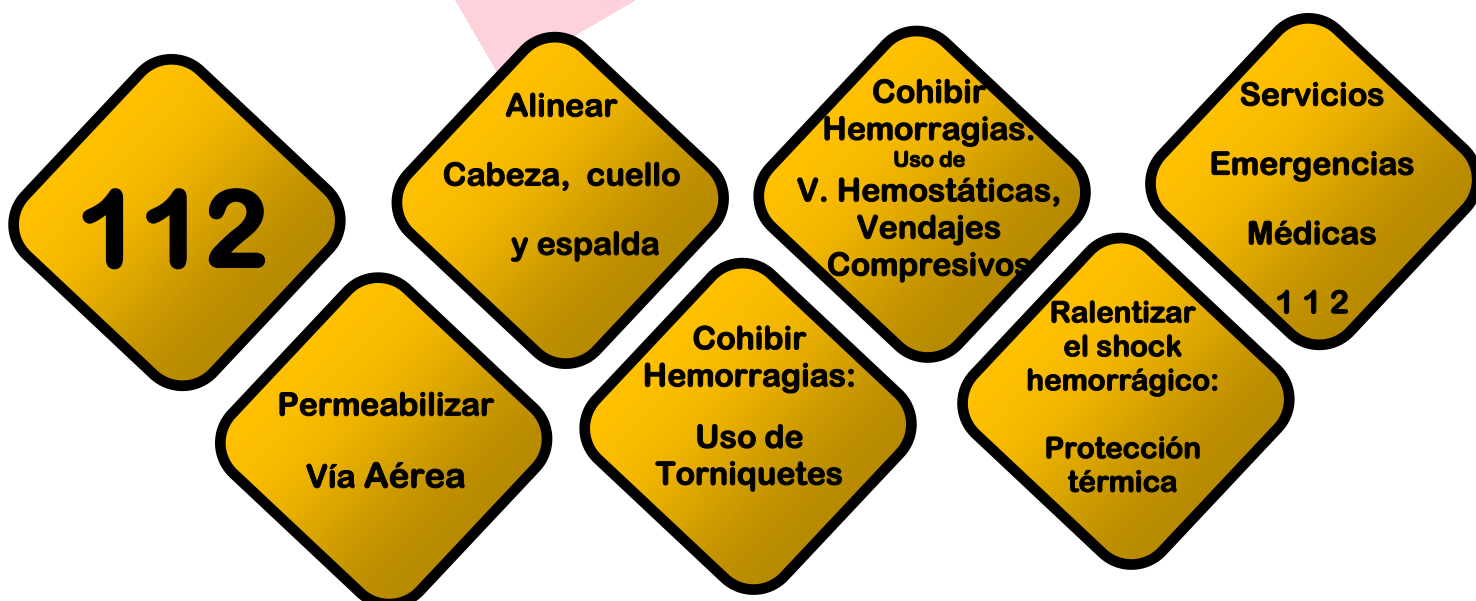 112
Permeabilizar
Vía Aérea
Alinear
Cabeza, cuello
y espalda
Cohibir
Hemorragias:
Uso de
Torniquetes
Cohibir
Hemorragias.
Uso de
V. Hemostáticas,
Vendajes
Compresivos
Ralentizar
el shock
hemorrágico:
Protección
térmica
Servicios
Emergencias
Médicas
1 1 2